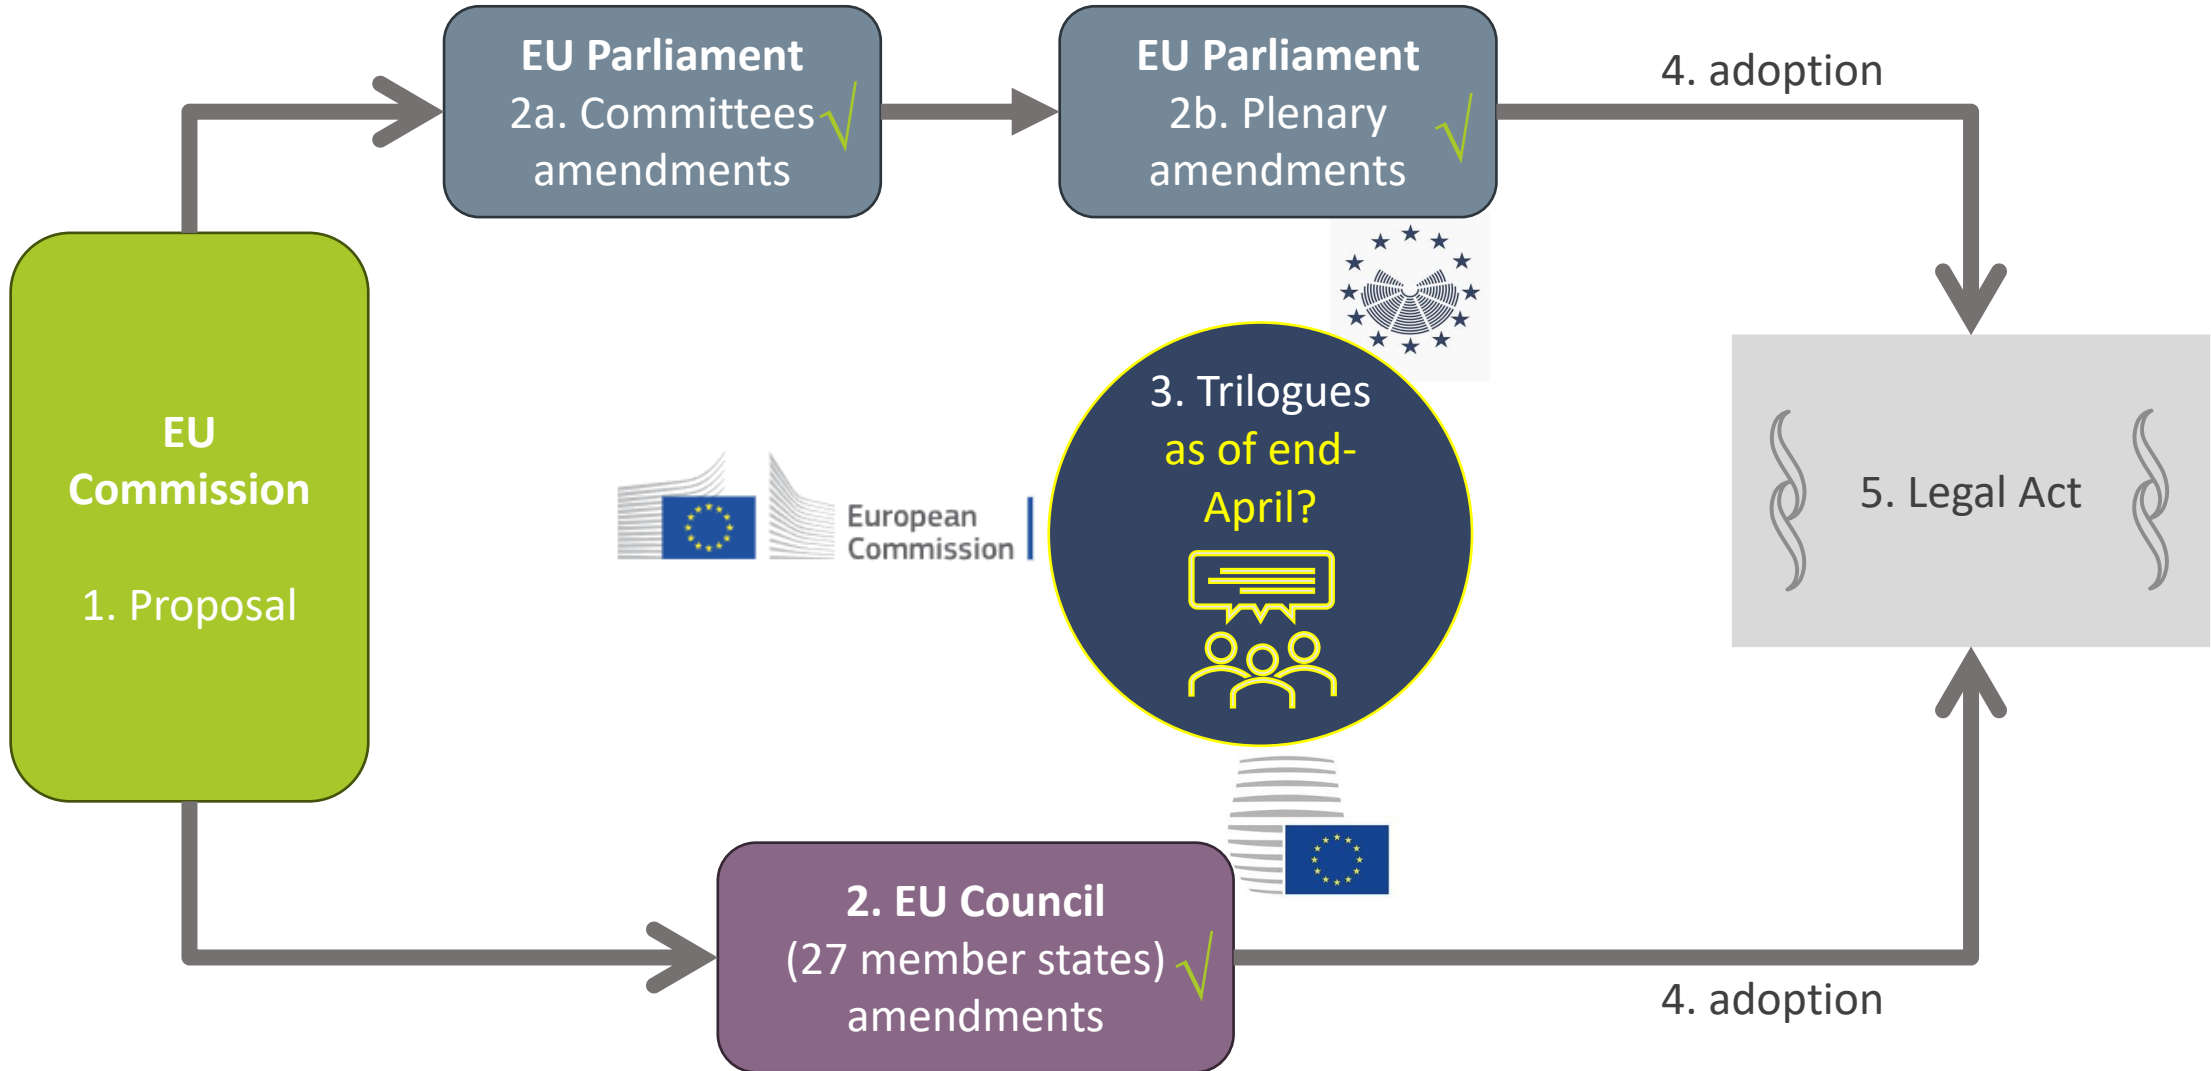 EU Parliament
2a. Committees √
amendments
EU Parliament
2b. Plenary √
amendments
4. adoption
EU
Commission
1. Proposal
European
Commission
3. Trilogues
as of end-
April?
§ 5. Legal Act §
2. EU Council
(27 member states) √
amendments
4. adoption